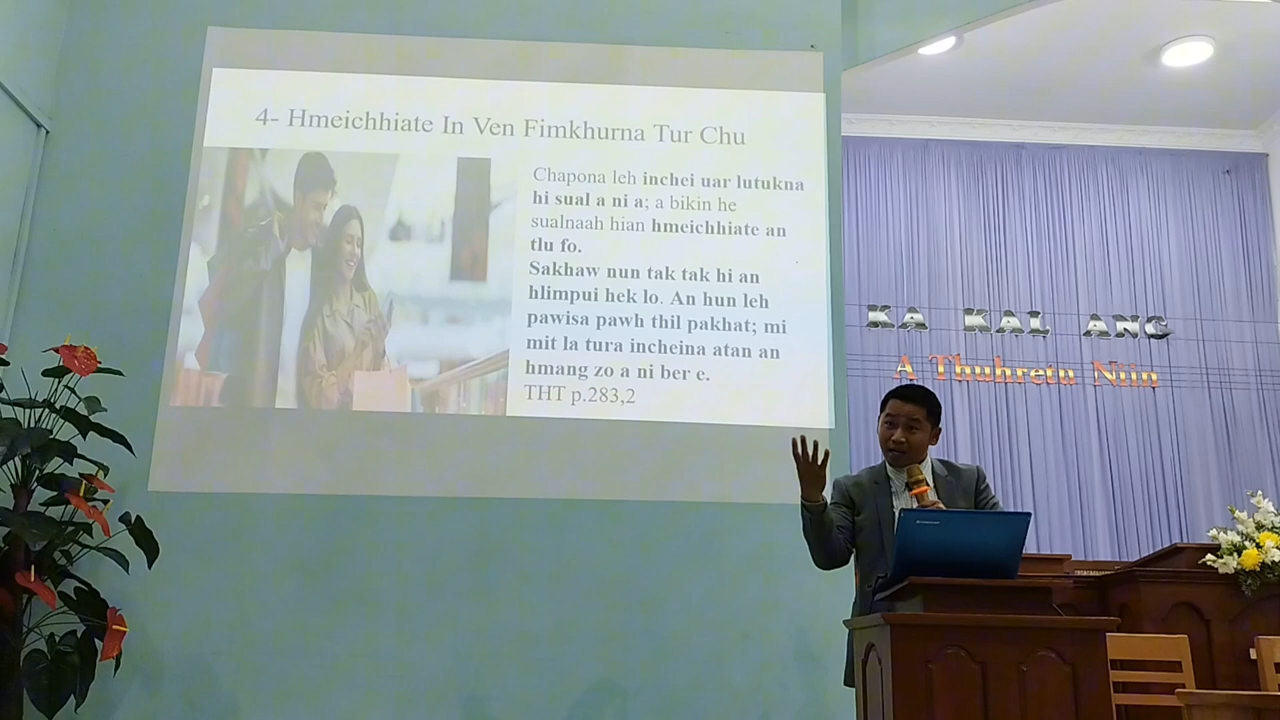 4- Hmeichhiate In Ven Fimkhurna Tur Chu
Chapona leh inchei uar lutukna
hi sual a ni a; a bikin he
sualnaah hian hmeichhiate an
tlu fo.
Sakhaw nun tak tak hi an
hlimpui hek lo. An hun leh
pawisa pawh thil pakhat; mi
mit la tura incheina atan an
hmang zo a ni ber e.
THT p.283,2
KA KAL ANG
A Thuhretu Niin